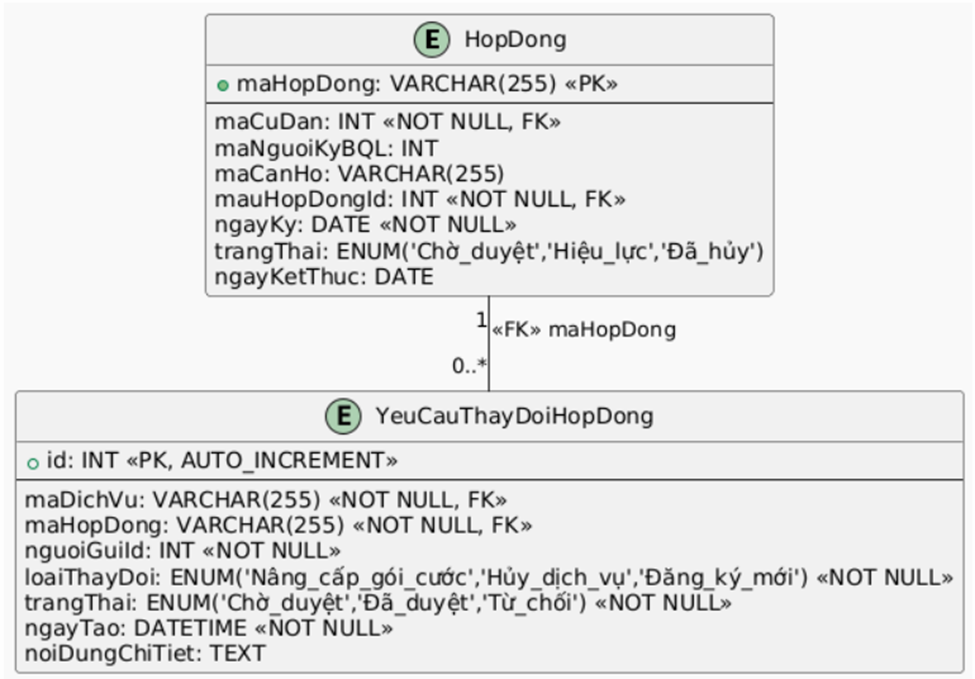 E HopDong
maHopDong: VARCHAR(255) «PK»
maCuDan: INT «NOT NULL, FK»
maNguoiKyBQL: INT
maCanHo: VARCHAR(255)
mauHopDongId: INT «NOT NULL, FK»
ngayKy: DATE «NOT NULL»
trangThai: ENUM('Chờ_duyệt','Hiệu_lực','Đã_hủy')
ngayKetThuc: DATE
1
«FK» maHopDong
0..*
E YeuCauThayDoiHopDong
id: INT «PK, AUTO_INCREMENT»
maDichVu: VARCHAR(255) «NOT NULL, FK»
maHopDong: VARCHAR(255) «NOT NULL, FK»
nguoiGuiId: INT «NOT NULL»
loaiThayDoi: ENUM('Nâng_cấp_gói_cước','Hủy_dịch_vụ','Đăng_ký_mới') «NOT NULL»
trangThai: ENUM('Chờ_duyệt','Đã_duyệt','Từ_chối') «NOT NULL»
ngayTao: DATETIME «NOT NULL»
noiDungChiTiet: TEXT